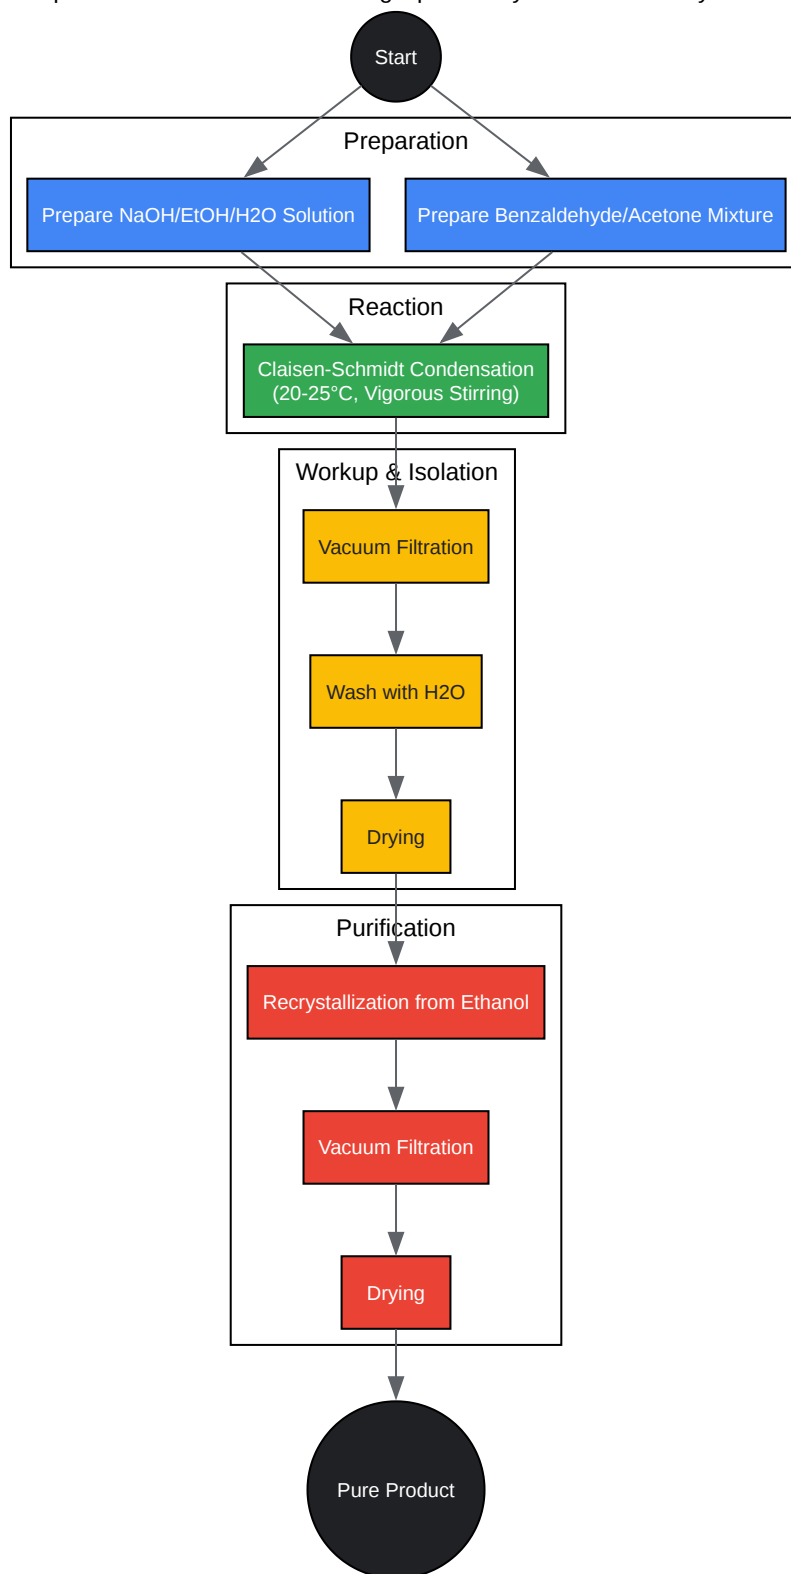 Start
Preparation
Prepare NaOH/EtOH/H2O Solution
Prepare Benzaldehyde/Acetone Mixture
Reaction
Claisen-Schmidt Condensation
(20-25°C, Vigorous Stirring)
Workup & Isolation
Vacuum Filtration
Wash with H2O
Drying
Purification
Recrystallization from Ethanol
Vacuum Filtration
Drying
Pure Product